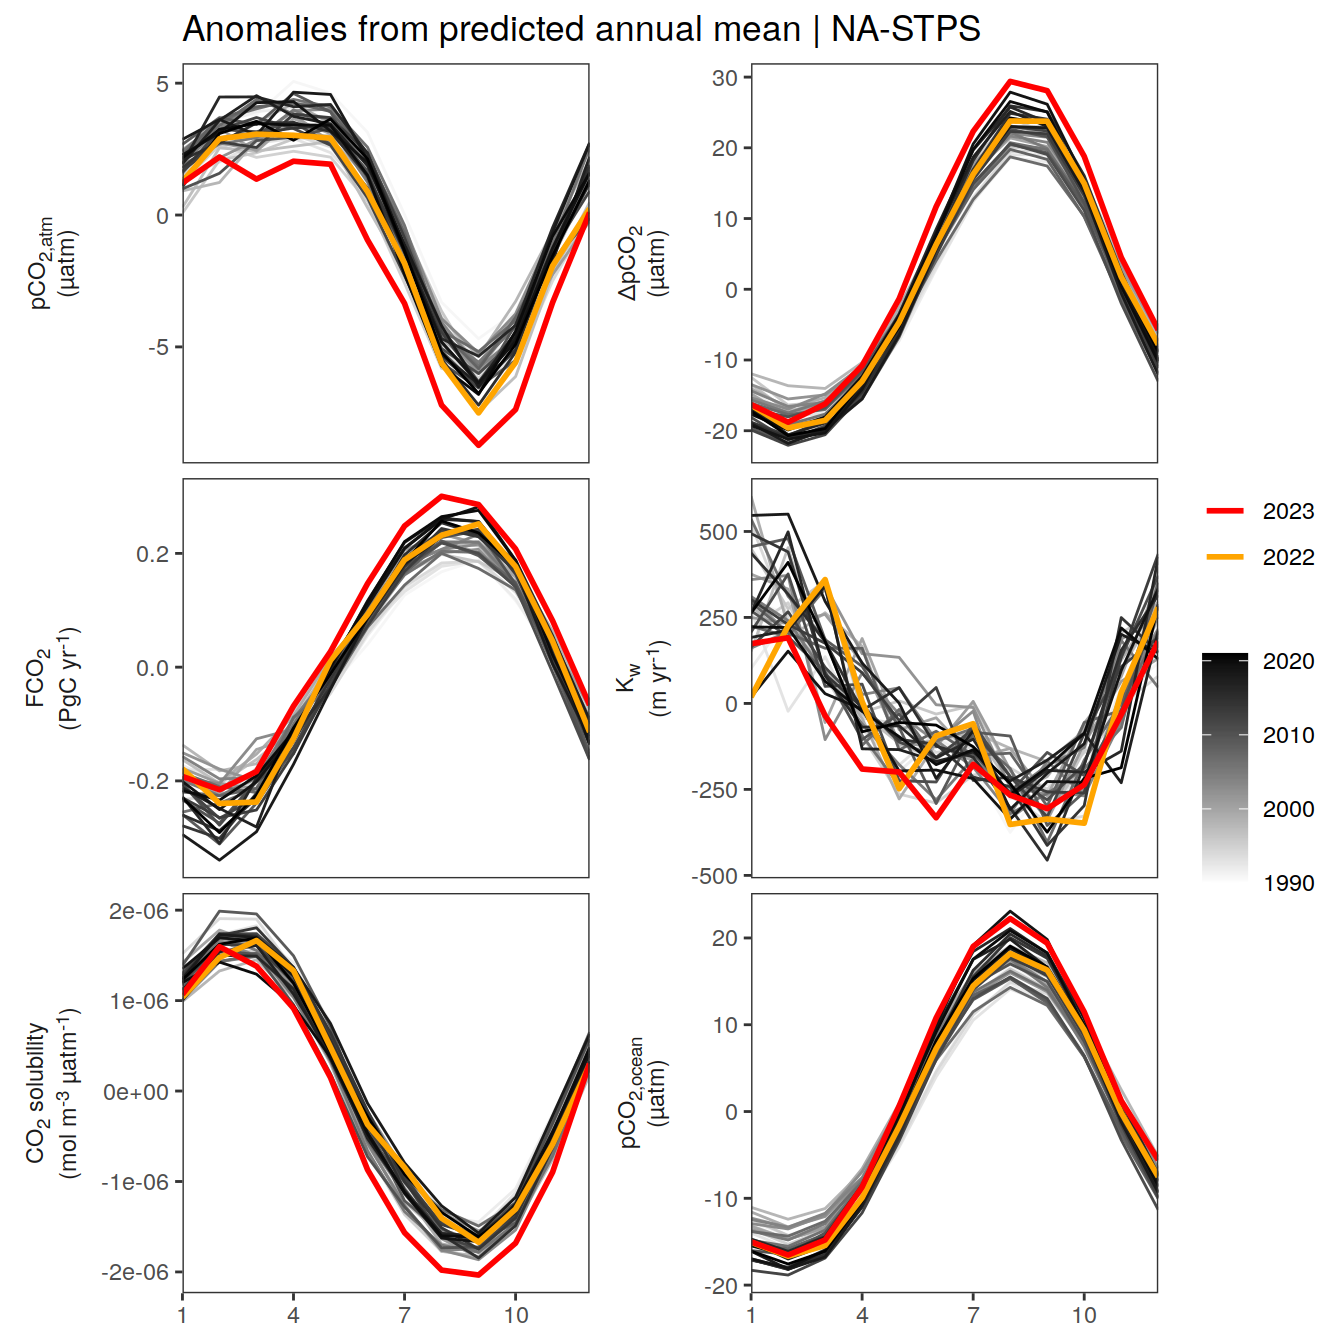 Anomalies from predicted annual mean | NA-STPS
pCO2,atm
(µatm)
5
0
-5
ΔpCO2
(µatm)
30
20
10
0
-10
-20
FCO2
(PgC yr-1)
0.2
0.0
-0.2
Kw
(m yr-1)
500
250
0
-250
-500
CO2 solubility
(mol m-3 µatm-1)
2e-06
1e-06
0e+00
-1e-06
-2e-06
1
4
7
10
pCO2,ocean
(µatm)
20
10
0
-10
-20
1
4
7
10
2023
2022
2020
2010
2000
1990